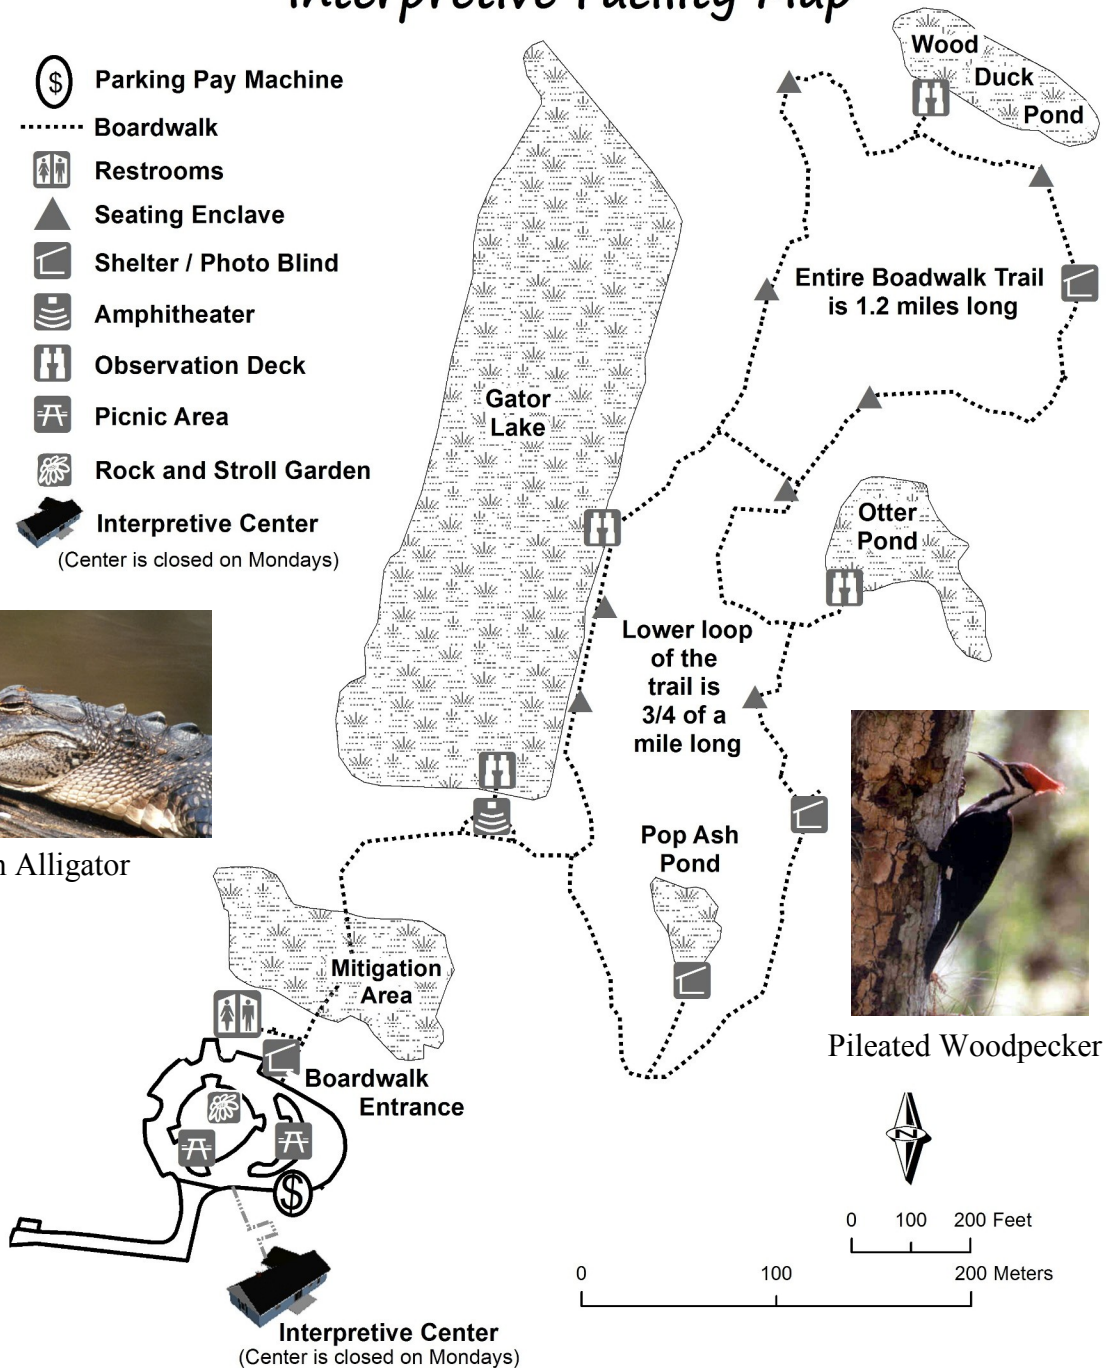 Interpretive Facility Map
$ Parking Pay Machine
Boardwalk
Restrooms
Seating Enclave
Shelter / Photo Blind
Amphitheater
Observation Deck
Picnic Area
Rock and Stroll Garden
Interpretive Center
(Center is closed on Mondays)
Wood
Duck
Pond
Entire Boadwalk Trail
is 1.2 miles long
Gator
Lake
Otter
Pond
Lower loop
of the
trail is
3/4 of a
mile long
Pop Ash
Pond
Alligator
Mitigation
Area
Pileated Woodpecker
Boardwalk
Entrance
$
N
0 100 200 Feet
0 100 200 Meters
Interpretive Center
(Center is closed on Mondays)